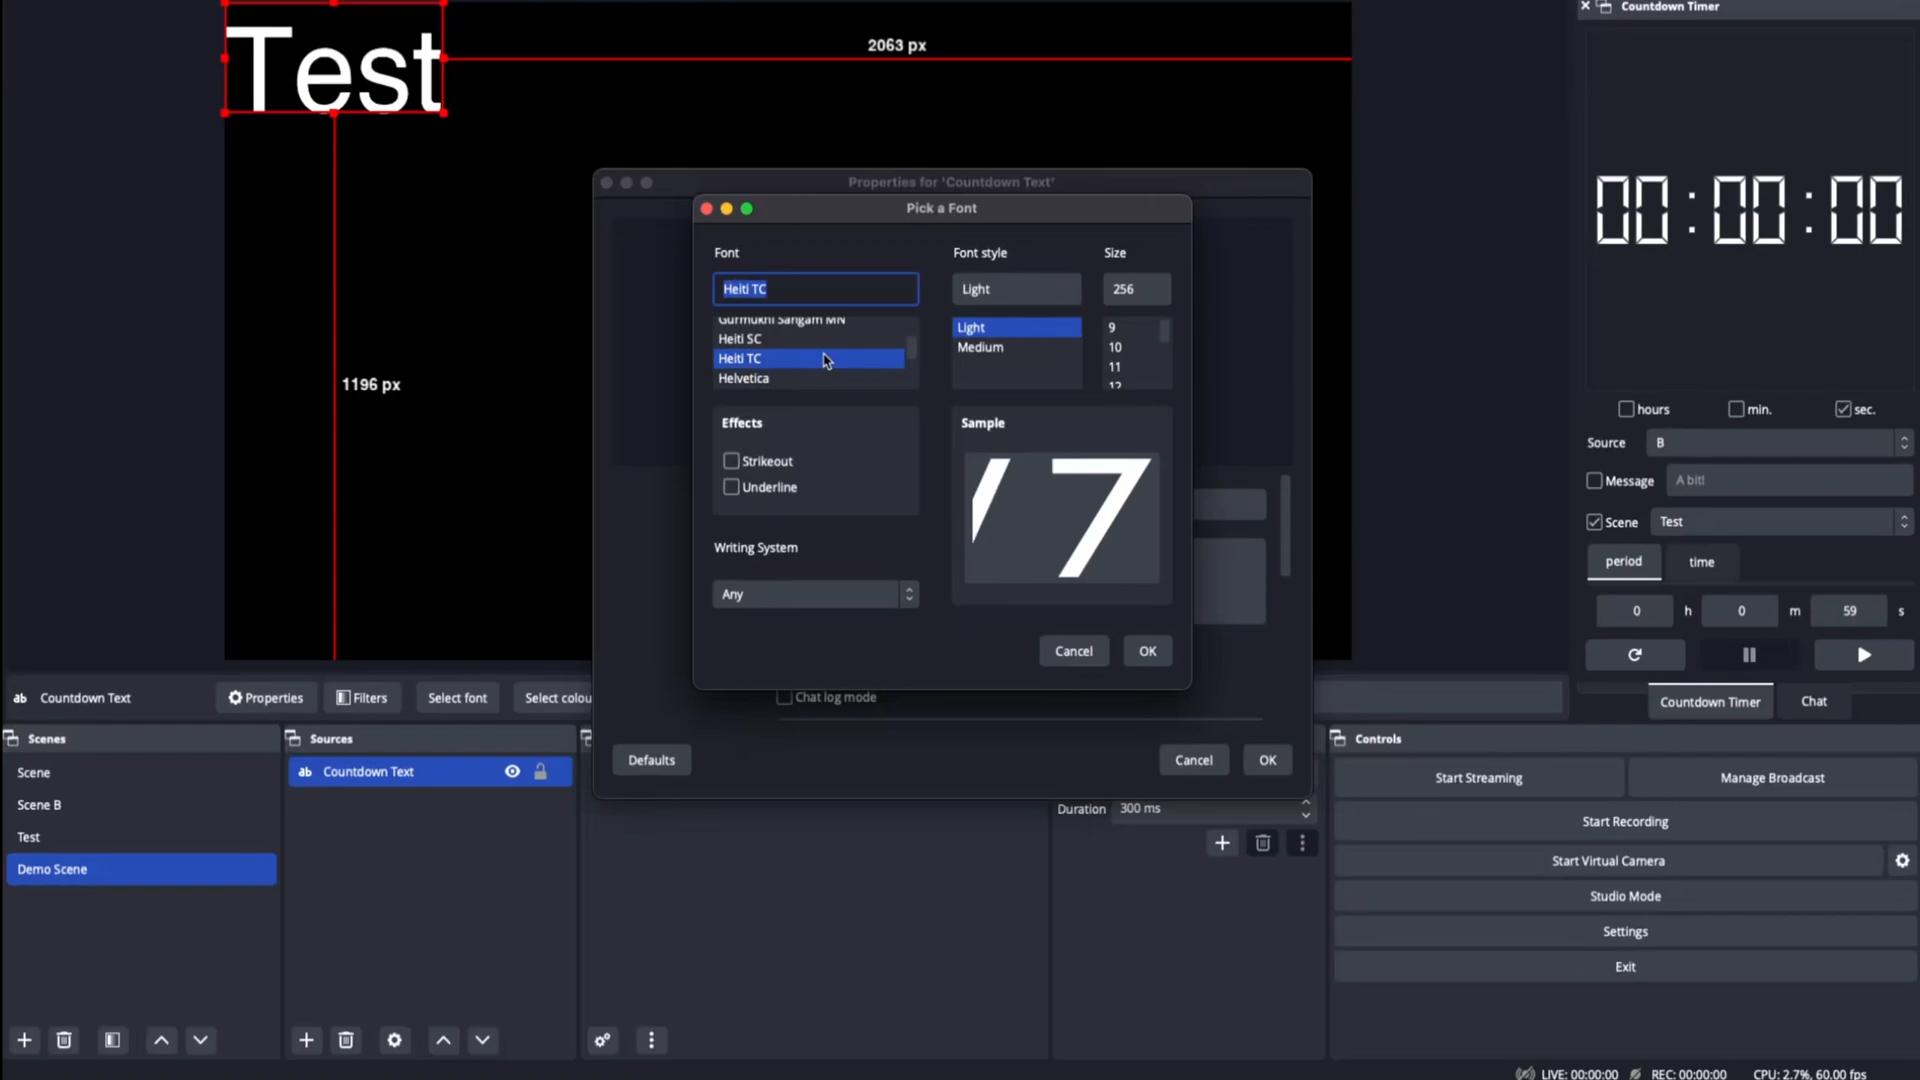 Countdown Timer
Test
2063 px
Properties for 'Countdown Text'
Pick a Font
00:00:00
Font
Font style
Size
Heiti TC
Light
256
Gurmukhi Sangam MN
Heiti SC
Heiti TC
Helvetica
Light
Medium
9
10
11
12
1196 px
hours
min.
sec.
Effects
Sample
Source
B
Strikeout
Underline
7
Message
A bit!
Scene
Test
Writing System
period
time
Any
0 h 0 m 59 s
Cancel
OK
ab Countdown Text
Properties
Filters
Select font
Select colou
Chat log mode
Countdown Timer
Chat
Scenes
Sources
Controls
Defaults
Cancel
OK
Scene
Scene B
Test
Demo Scene
ab Countdown Text
Start Streaming
Manage Broadcast
Duration
300 ms
Start Recording
Start Virtual Camera
Studio Mode
Settings
Exit
LIVE: 00:00:00
REC: 00:00:00
CPU: 2.7%, 60.00 fps